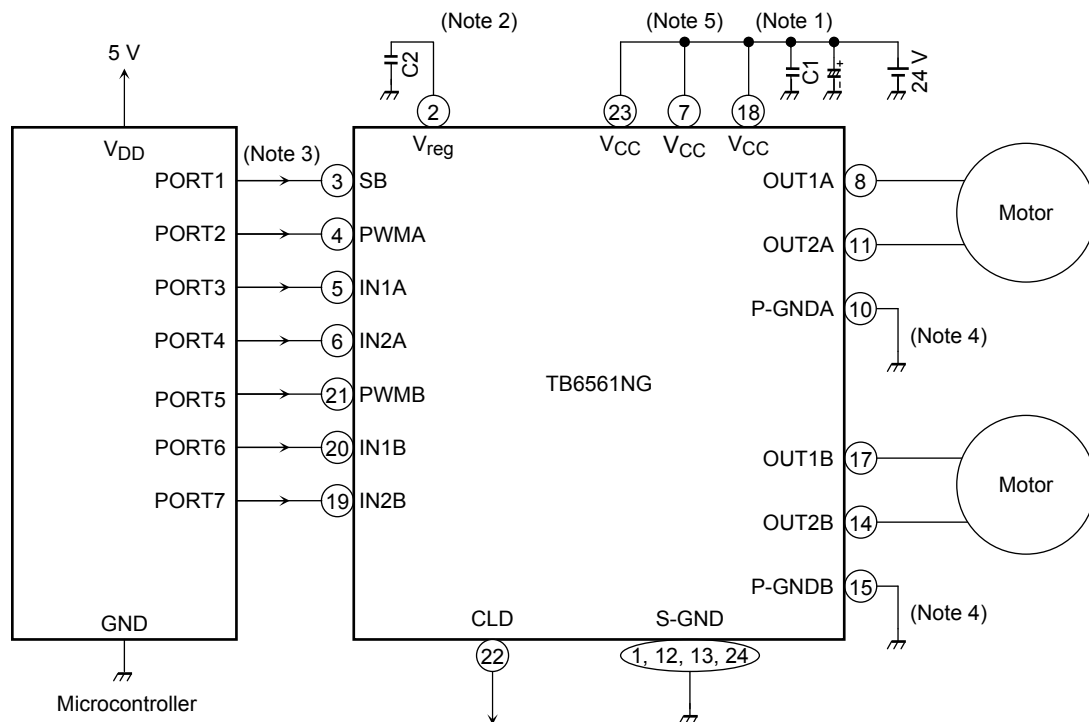 (Note 2)
(Note 5)
(Note 1)
5 V
C2
C1
+
24 V
2
23
7
18
VDD
Vreg
VCC
VCC
VCC
(Note 3)
PORT1
3
SB
OUT1A
8
Motor
PORT2
4
PWMA
OUT2A
11
PORT3
5
IN1A
P-GNDA
10
(Note 4)
PORT4
6
IN2A
TB6561NG
PORT5
21
PWMB
PORT6
20
IN1B
OUT1B
17
Motor
PORT7
19
IN2B
OUT2B
14
P-GNDB
15
(Note 4)
GND
CLD
S-GND
22
1, 12, 13, 24
Microcontroller